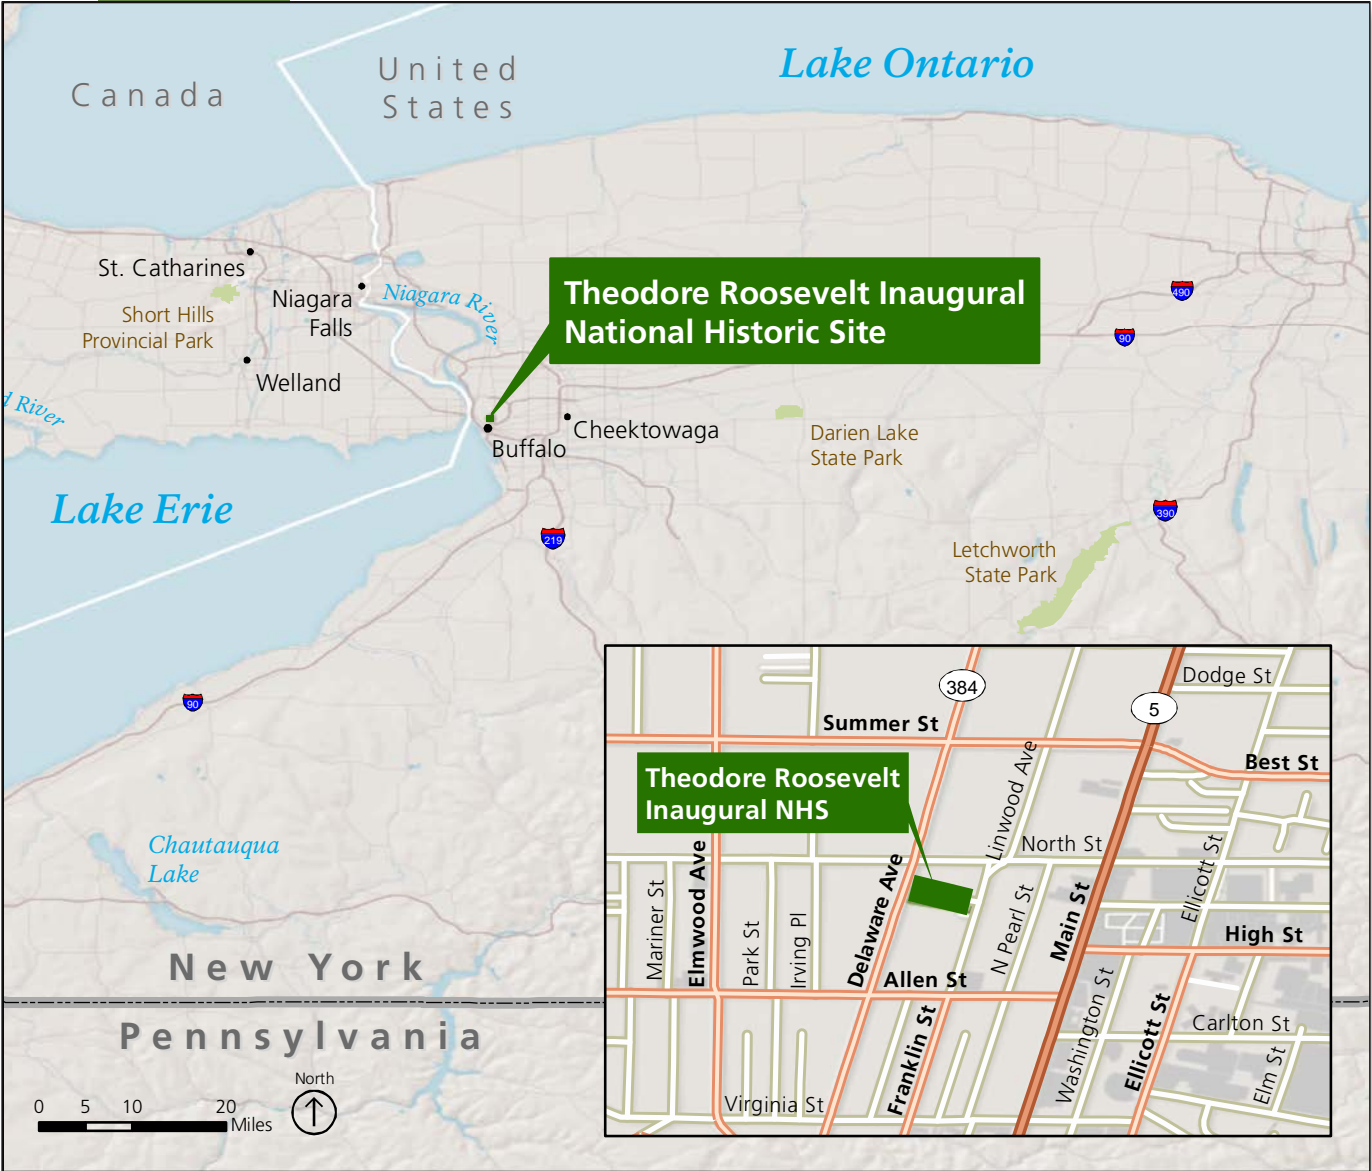 Canada
United
States
Lake Ontario
St. Catharines
Short Hills
Provincial Park
Niagara
Falls
Niagara River
Welland
d River
Theodore Roosevelt Inaugural
National Historic Site
490
90
Buffalo
Cheektowaga
Darien Lake
State Park
Lake Erie
219
390
Letchworth
State Park
90
Chautauqua
Lake
New York
Pennsylvania
North
0 5 10 20
Miles
384
5
Dodge St
Summer St
Best St
Theodore Roosevelt
Inaugural NHS
Linwood Ave
North St
Mariner St
Elmwood Ave
Park St
Irving Pl
Delaware Ave
N Pearl St
Main St
Ellicott St
High St
Allen St
Franklin St
Washington St
Ellicott St
Carlton St
Elm St
Virginia St